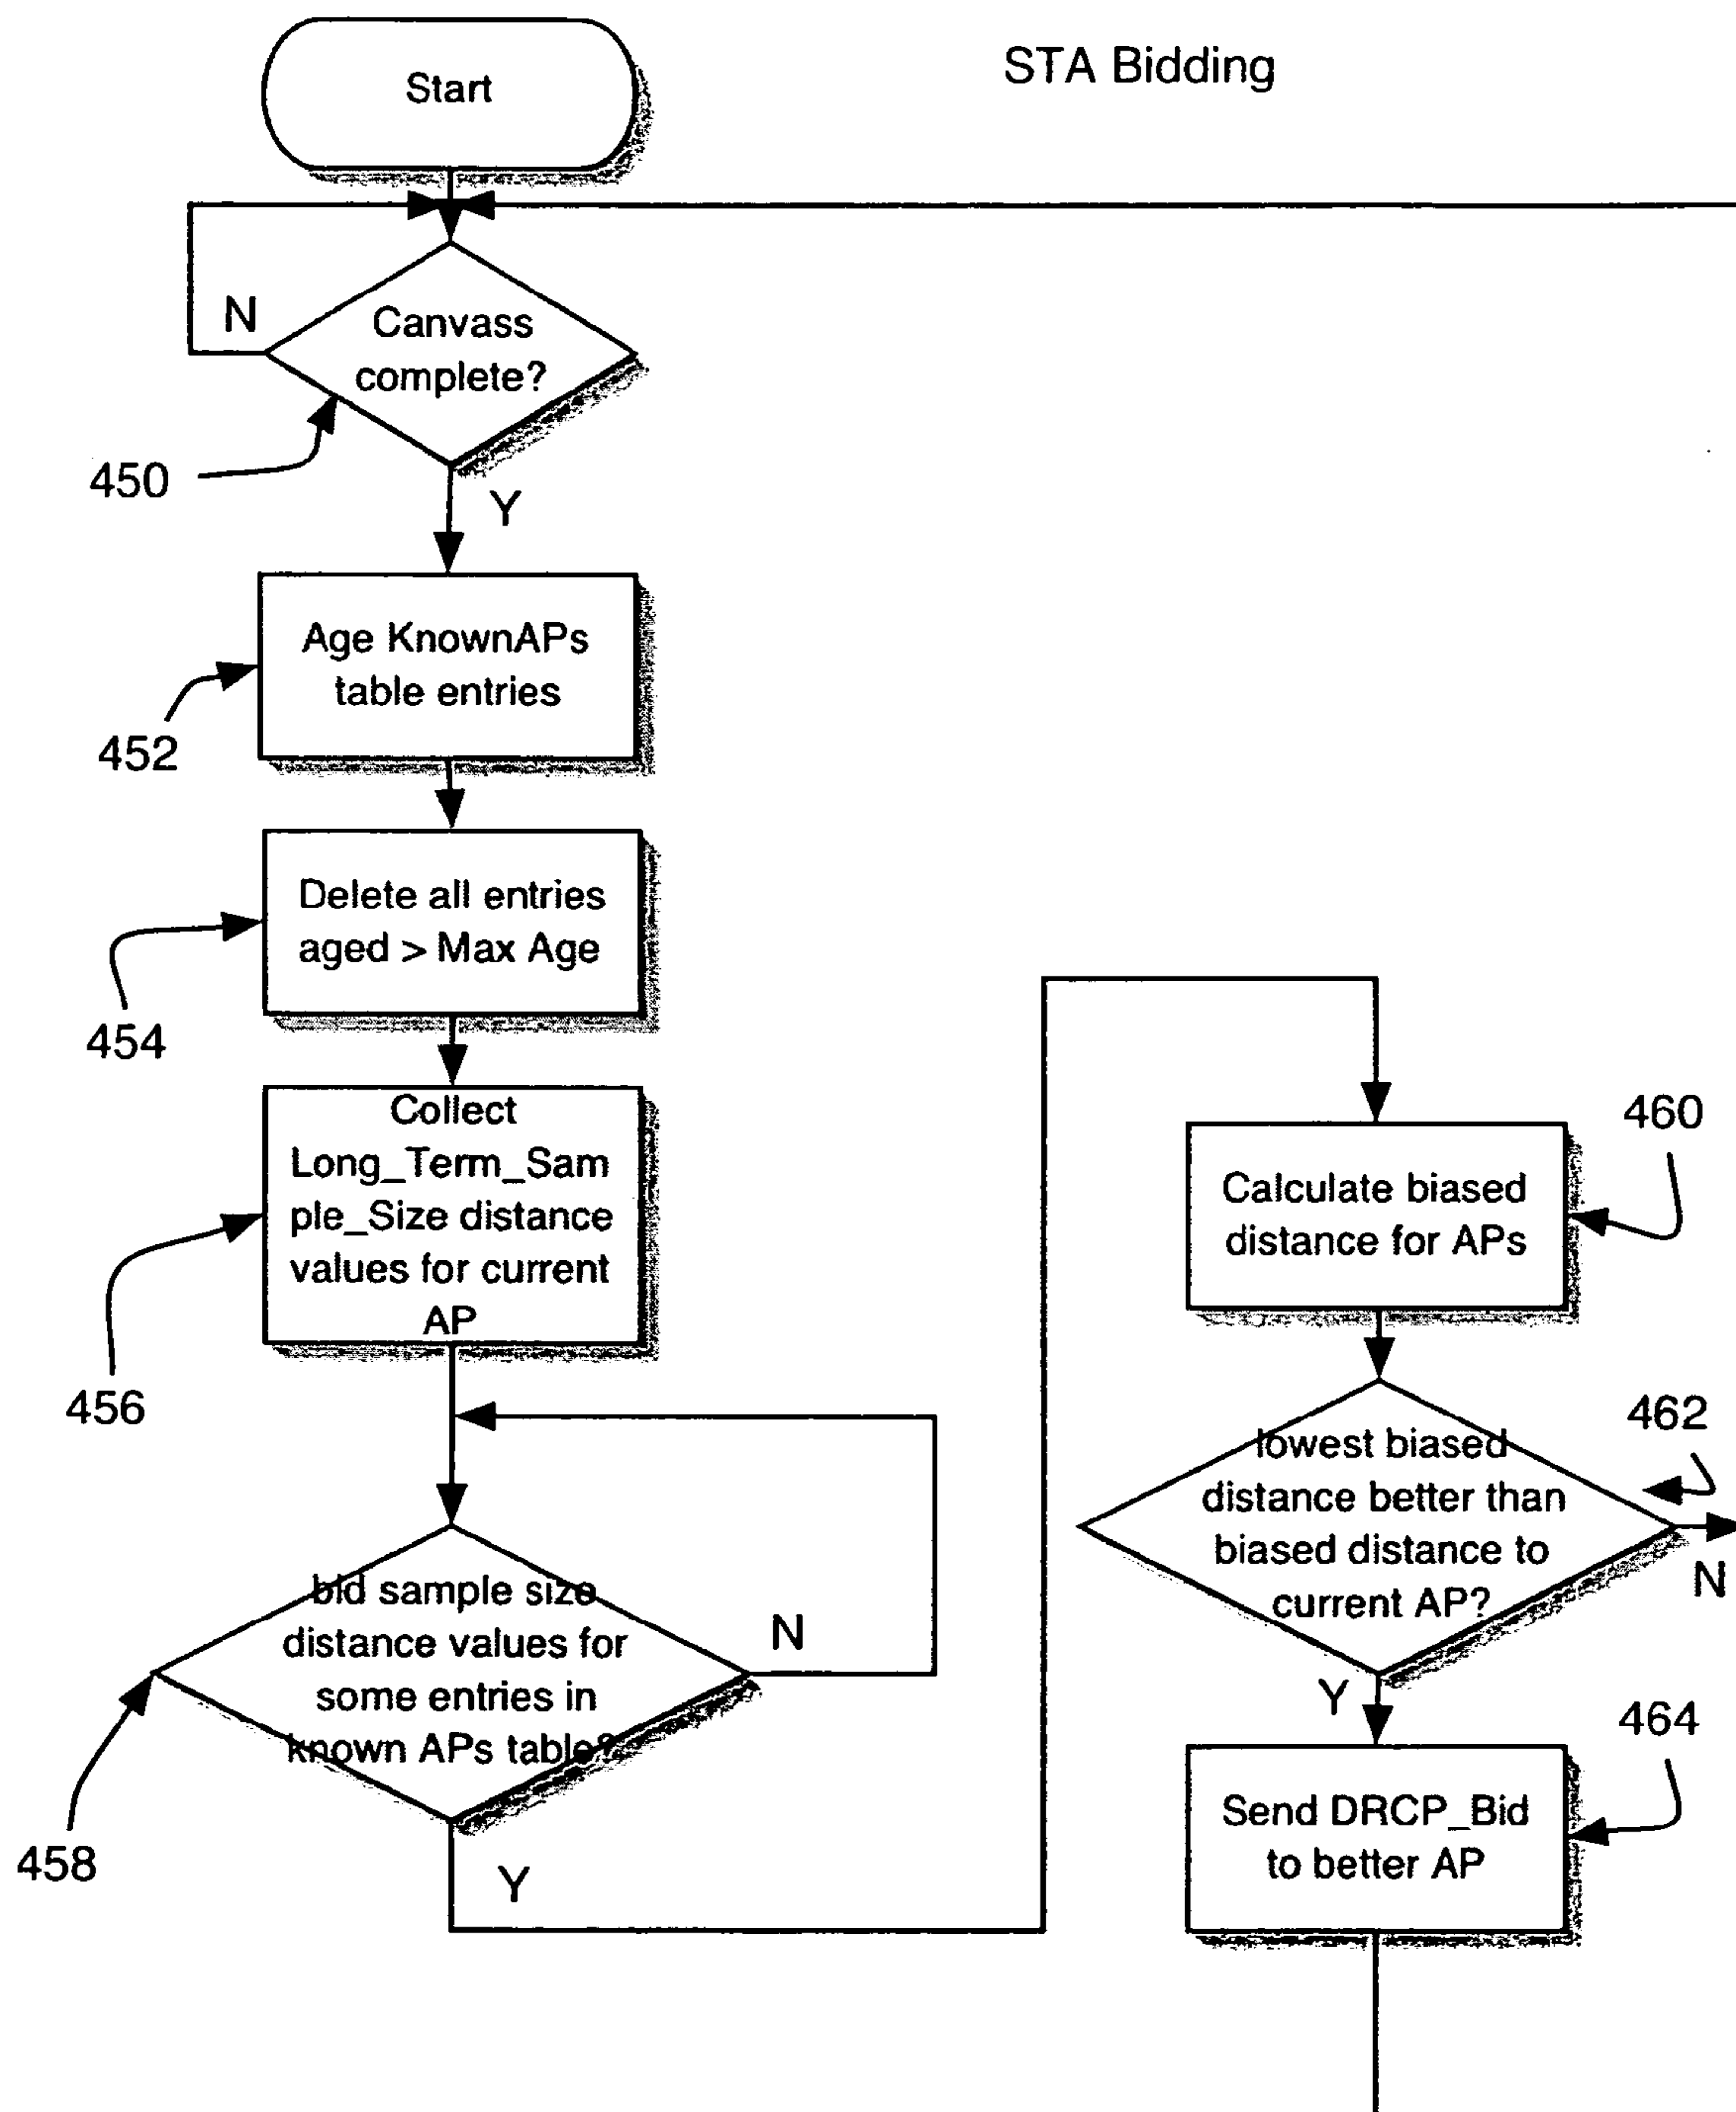 STA Bidding
Start
N
Canvass
complete?
450
Y
Age KnownAPs
table entries
452
Delete all entries
aged > Max Age
454
Collect
Long_Term_Sam
ple_Size distance
values for current
AP
456
bid sample size
distance values for
some entries in
known APs table?
N
458
Y
460
Calculate biased
distance for APs
462
lowest biased
distance better than
biased distance to
current AP?
N
Y
464
Send DRCP_Bid
to better AP